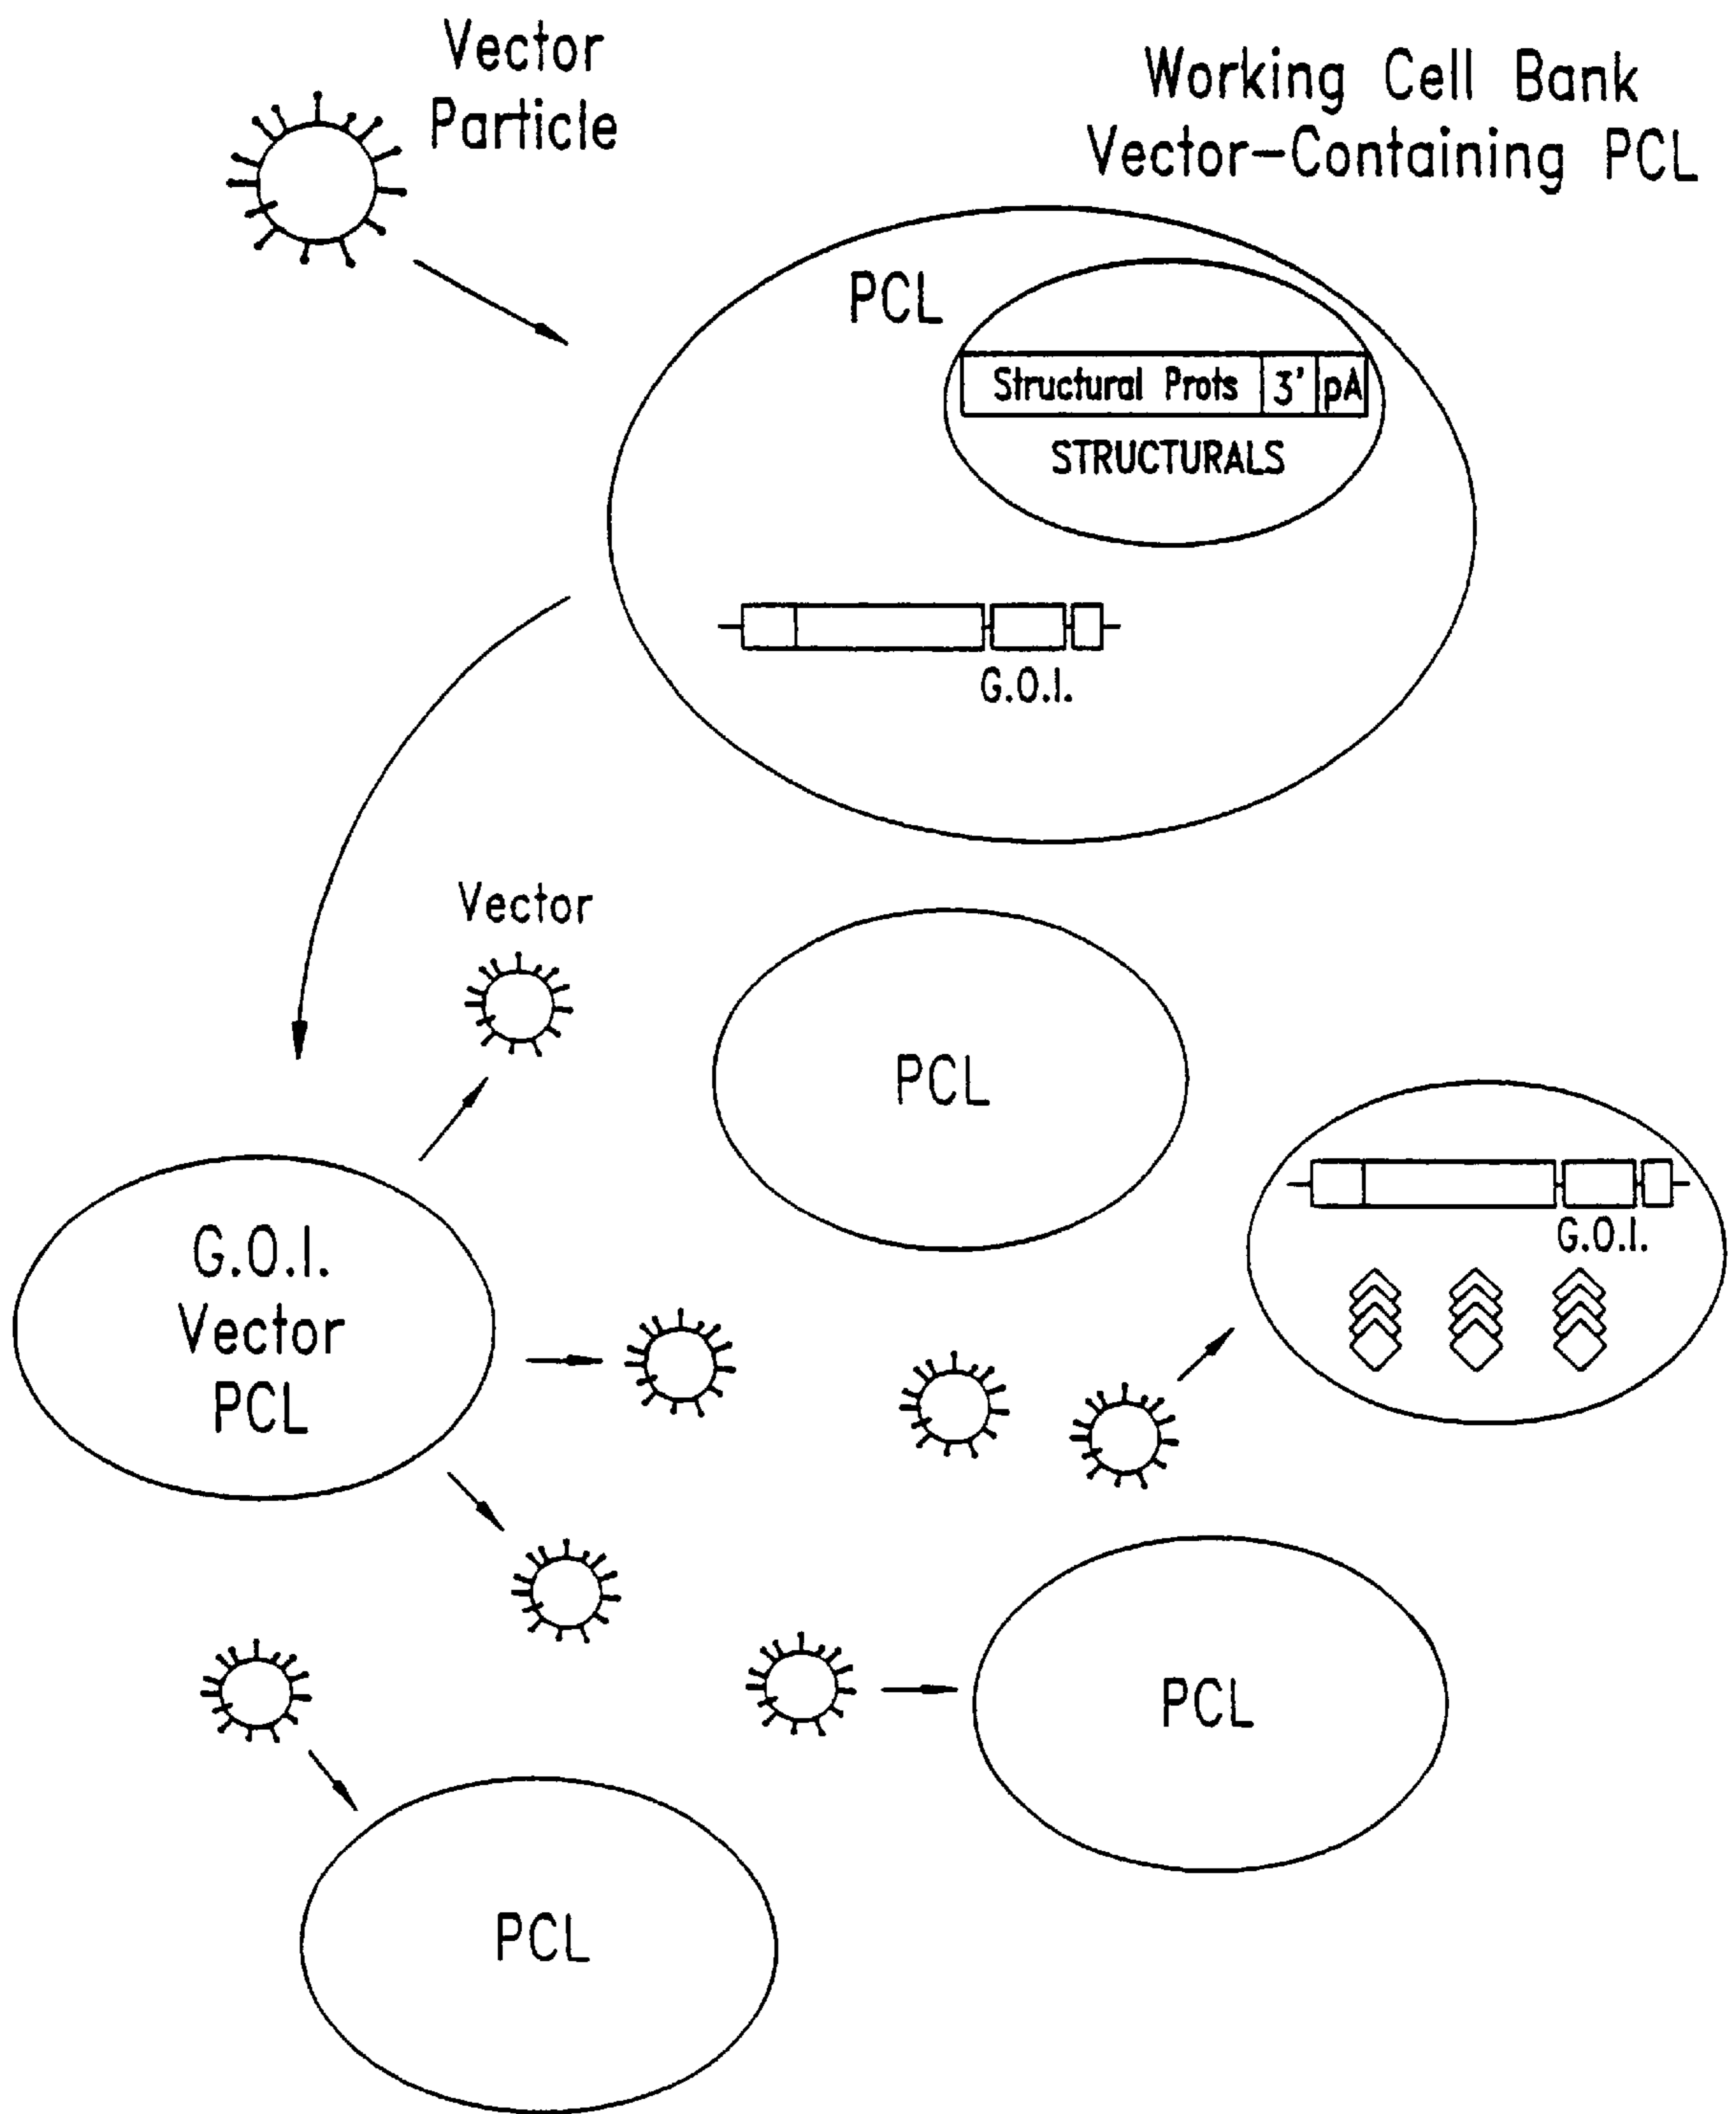 Vector
Particle
Working Cell Bank
Vector-Containing PCL
PCL
Structural Prots 3' pA
STRUCTURALS
G.O.I.
Vector
PCL
G.O.I.
G.O.I.
Vector
PCL
PCL
PCL